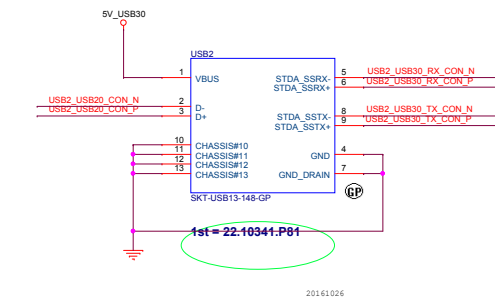 5V_USB30
USB2
1 VBUS STDA_SSRX- 5 USB2_USB30_RX_CON_N
STDA_SSRX+ 6 USB2_USB30_RX_CON_P
USB2_USB20_CON_N 2 D- STDA_SSTX- 8 USB2_USB30_TX_CON_N
USB2_USB20_CON_P 3 D+ STDA_SSTX+ 9 USB2_USB30_TX_CON_P
10 CHASSIS#10
11 CHASSIS#11 GND 4
12 CHASSIS#12
13 CHASSIS#13 GND_DRAIN 7
SKT-USB13-148-GP
GP
1st = 22.10341.P81
20161026